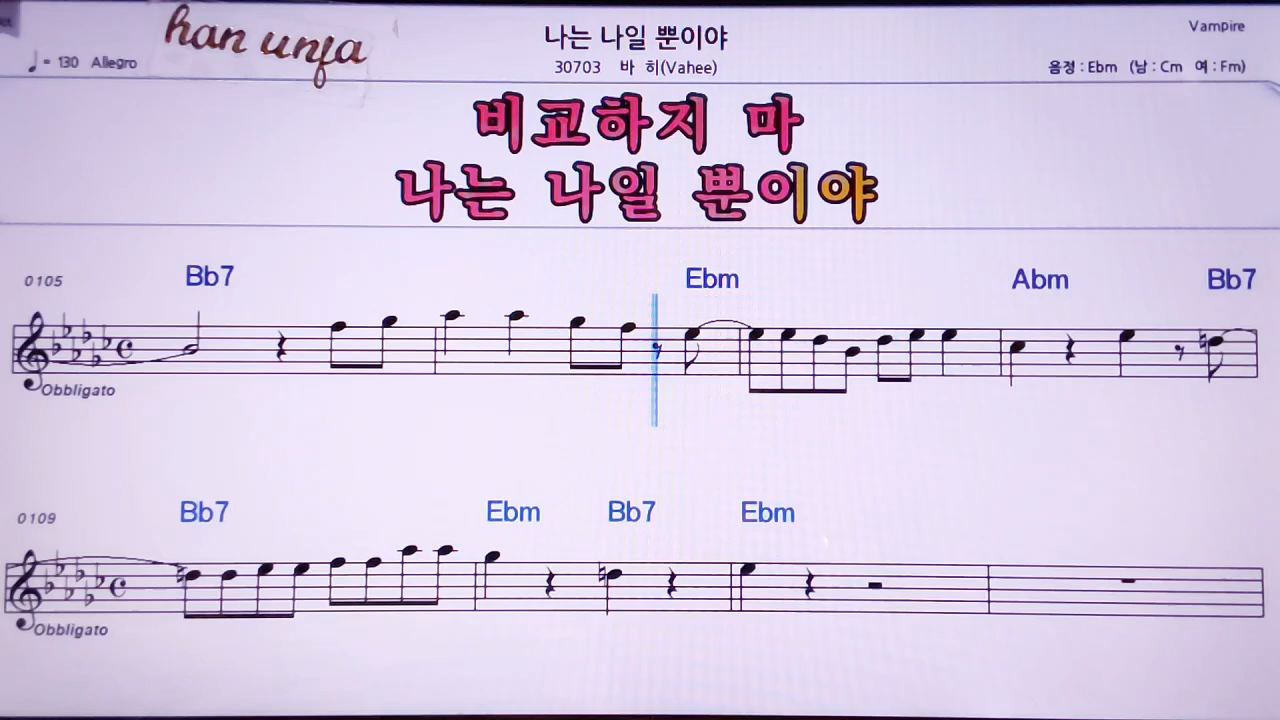 han unfa
나는 나일 뿐이야
Vampire
♩= 130 Allegro
30703 바 히(Vahee)
음정 : Ebm (남 : Cm 여 : Fm)
비교하지 마
나는 나일 뿐이야
0105 Bb7 Ebm Abm Bb7
Obbligato
0109 Bb7 Ebm Bb7 Ebm
Obbligato